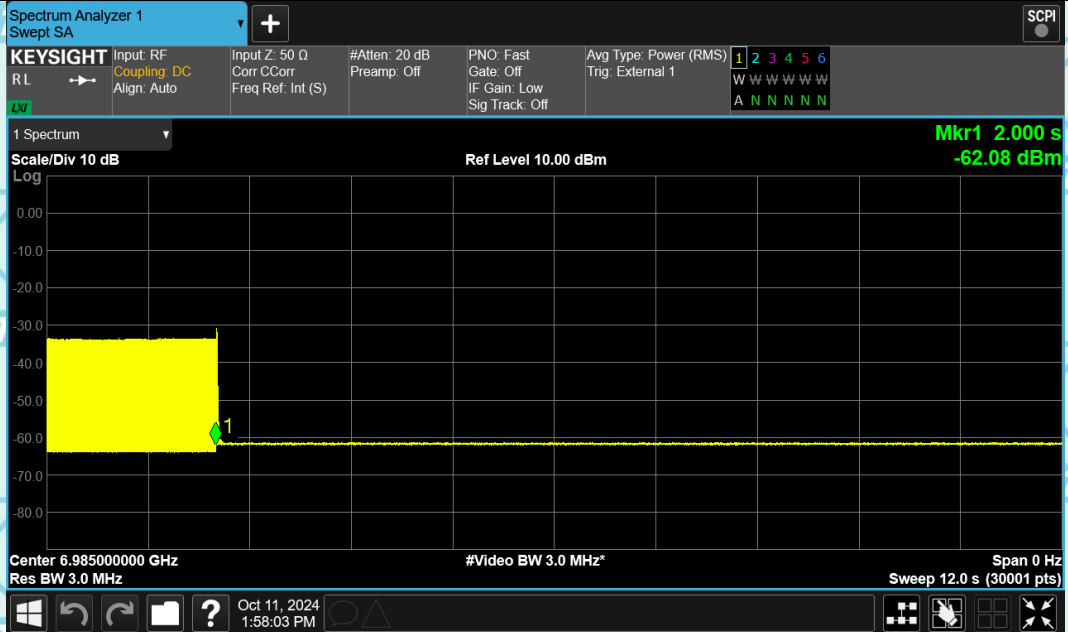 Spectrum Analyzer 1
Swept SA
SCPI
KEYSIGHT
R L
LXI
Input: RF
Coupling: DC
Align: Auto
Input Z: 50 Ω
Corr CCorr
Freq Ref: Int (S)
#Atten: 20 dB
Preamp: Off
PNO: Fast
Gate: Off
IF Gain: Low
Sig Track: Off
Avg Type: Power (RMS)
Trig: External 1
1 2 3 4 5 6
W W W W W W
A N N N N N
1 Spectrum
Mkr1 2.000 s
-62.08 dBm
Scale/Div 10 dB
Ref Level 10.00 dBm
Log
0.00
-10.0
-20.0
-30.0
-40.0
-50.0
-60.0
-70.0
-80.0
1
Center 6.985000000 GHz
#Video BW 3.0 MHz*
Span 0 Hz
Res BW 3.0 MHz
Sweep 12.0 s (30001 pts)
?
Oct 11, 2024
1:58:03 PM